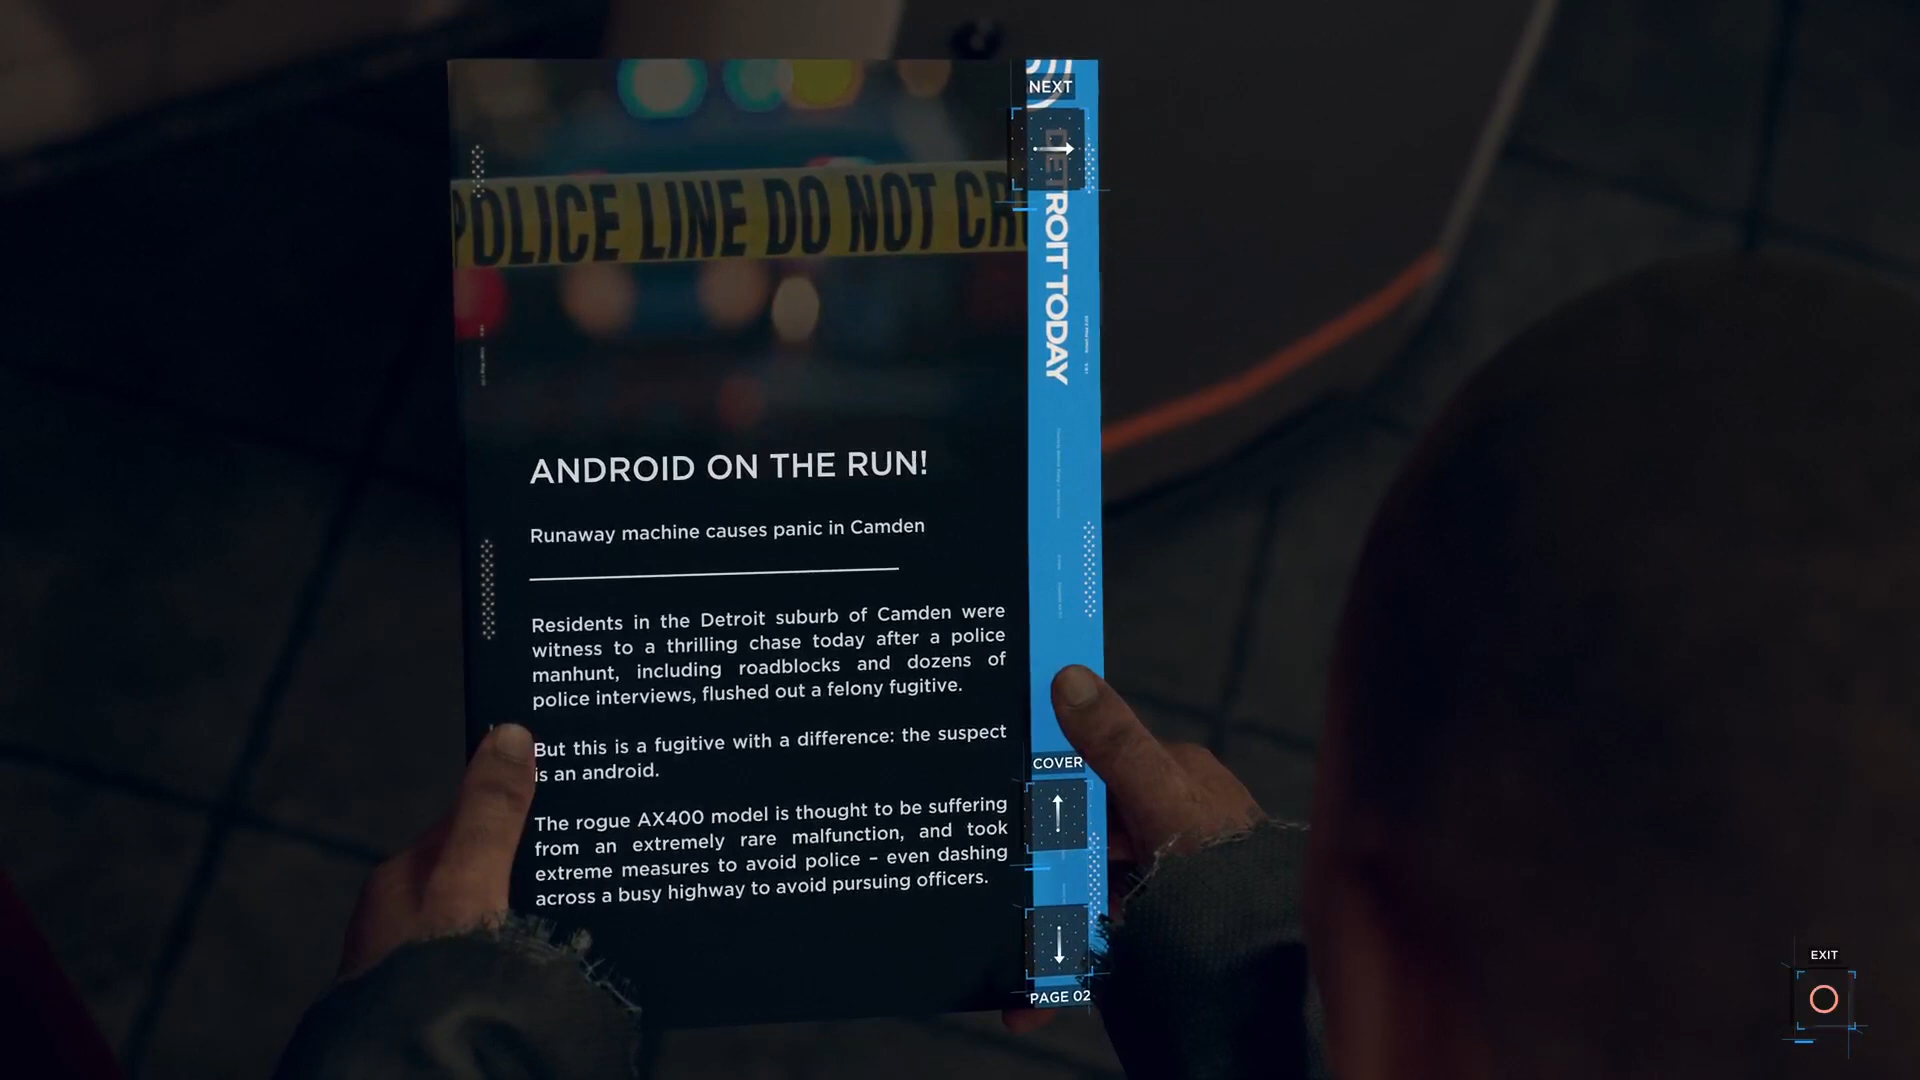 POLICE LINE DO NOT CR
NEXT
DETROIT TODAY
ANDROID ON THE RUN!
Runaway machine causes panic in Camden
Residents in the Detroit suburb of Camden were
witness to a thrilling chase today after a police
manhunt, including roadblocks and dozens of
police interviews, flushed out a felony fugitive.
But this is a fugitive with a difference: the suspect
is an android.
The rogue AX400 model is thought to be suffering
from an extremely rare malfunction, and took
extreme measures to avoid police – even dashing
across a busy highway to avoid pursuing officers.
COVER
PAGE 02
EXIT